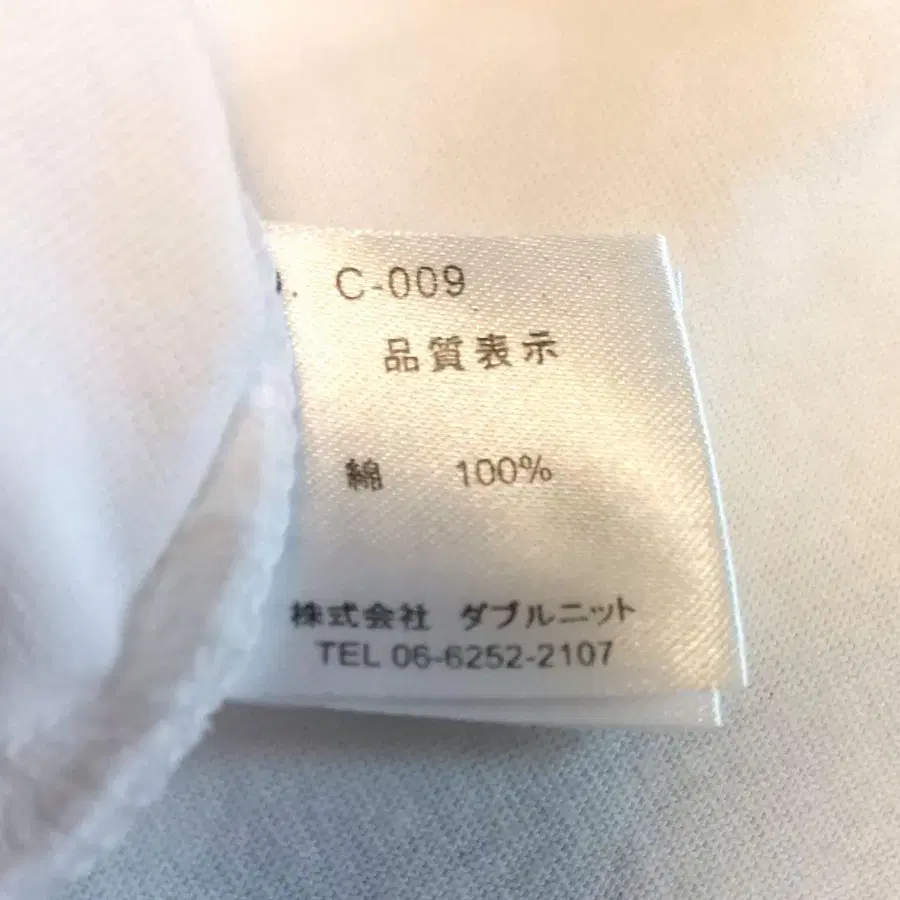 . C-009
品質表示
綿 100%
株式会社 ダブルニット
TEL 06-6252-2107